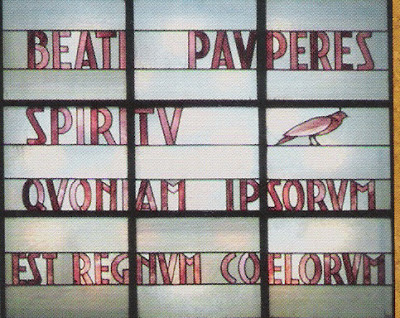 BEATI PAVPERES
SPIRITV
QVONIAM IPSORVM
EST REGNVM COELORVM